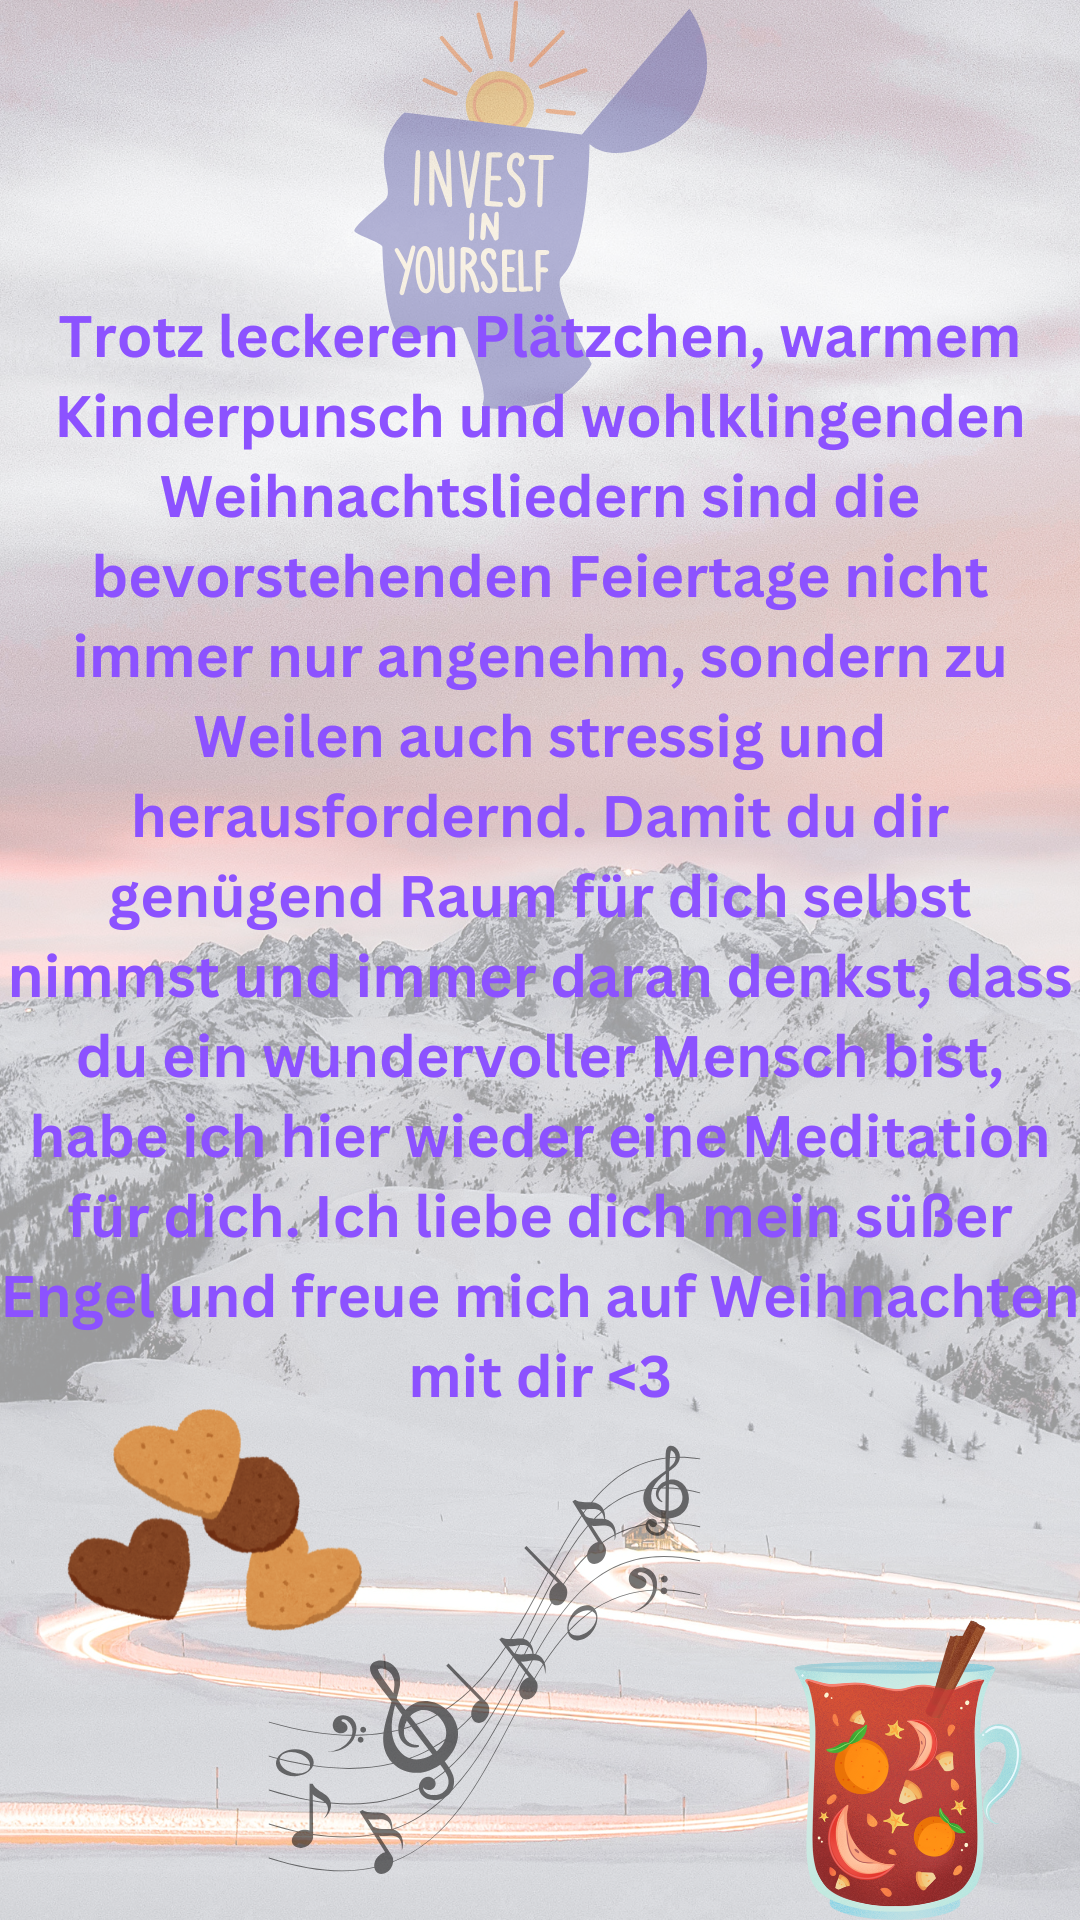 INVEST
IN
YOURSELF
Trotz leckeren Plätzchen, warmem
Kinderpunsch und wohlklingenden
Weihnachtsliedern sind die
bevorstehenden Feiertage nicht
immer nur angenehm, sondern zu
Weilen auch stressig und
herausfordernd. Damit du dir
genügend Raum für dich selbst
nimmst und immer daran denkst, dass
du ein wundervoller Mensch bist,
habe ich hier wieder eine Meditation
für dich. Ich liebe dich mein süßer
Engel und freue mich auf Weihnachten
mit dir <3